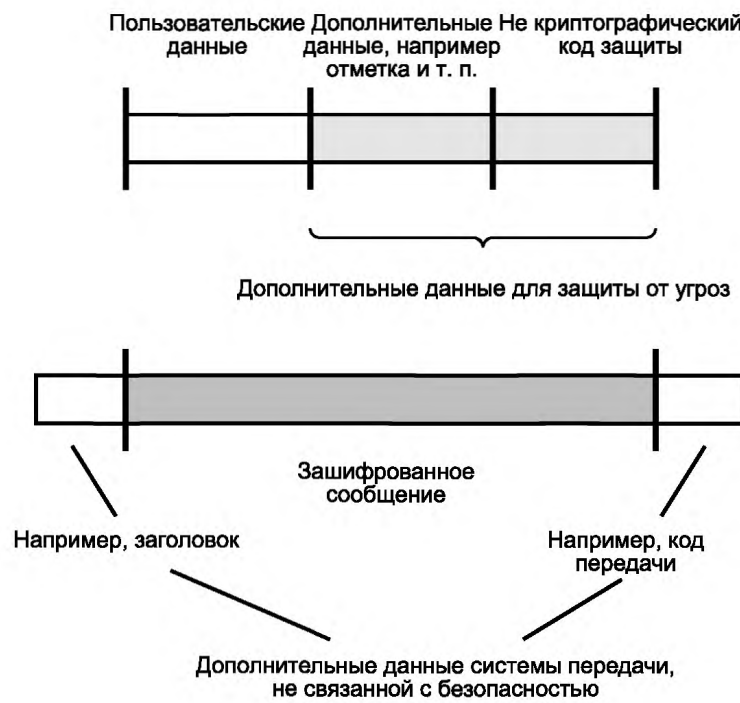 Пользовательские Дополнительные Не криптографический
данные данные, например код защиты
отметка и т. п.
Дополнительные данные для защиты от угроз
Зашифрованное
сообщение
Например, заголовок
Например, код
передачи
Дополнительные данные системы передачи,
не связанной с безопасностью